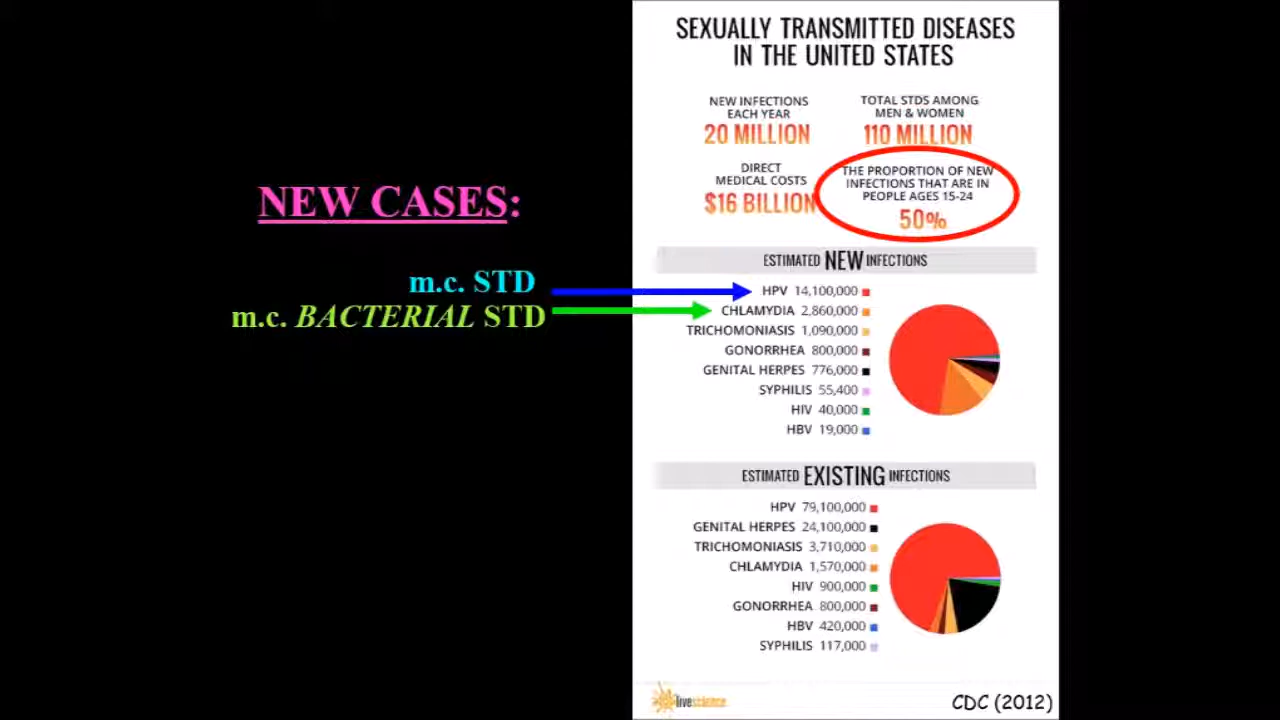 NEW CASES:
m.c. STD
m.c. BACTERIAL STD
SEXUALLY TRANSMITTED DISEASES
IN THE UNITED STATES
NEW INFECTIONS
EACH YEAR
20 MILLION
TOTAL STDS AMONG
MEN & WOMEN
110 MILLION
DIRECT
MEDICAL COSTS
$16 BILLION
THE PROPORTION OF NEW
INFECTIONS THAT ARE IN
PEOPLE AGES 15-24
50%
ESTIMATED NEW INFECTIONS
HPV 14,100,000
CHLAMYDIA 2,860,000
TRICHOMONIASIS 1,090,000
GONORRHEA 800,000
GENITAL HERPES 776,000
SYPHILIS 55,400
HIV 40,000
HBV 19,000
ESTIMATED EXISTING INFECTIONS
HPV 79,100,000
GENITAL HERPES 24,100,000
TRICHOMONIASIS 3,710,000
CHLAMYDIA 1,570,000
HIV 900,000
GONORRHEA 800,000
HBV 420,000
SYPHILIS 117,000
livescience
CDC (2012)